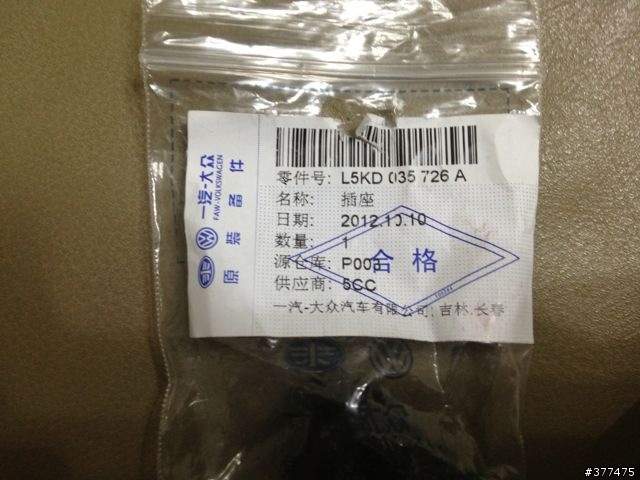 一汽-大众
FAW-VOLKSWAGEN
原装备件
零件号: L5KD 035 726 A
名称: 插座
日期: 2012.10.10
数量: 1
源仓库:
供应商: 5CC
合格
一汽-大众汽车有限公司; 吉林.长春
#377475